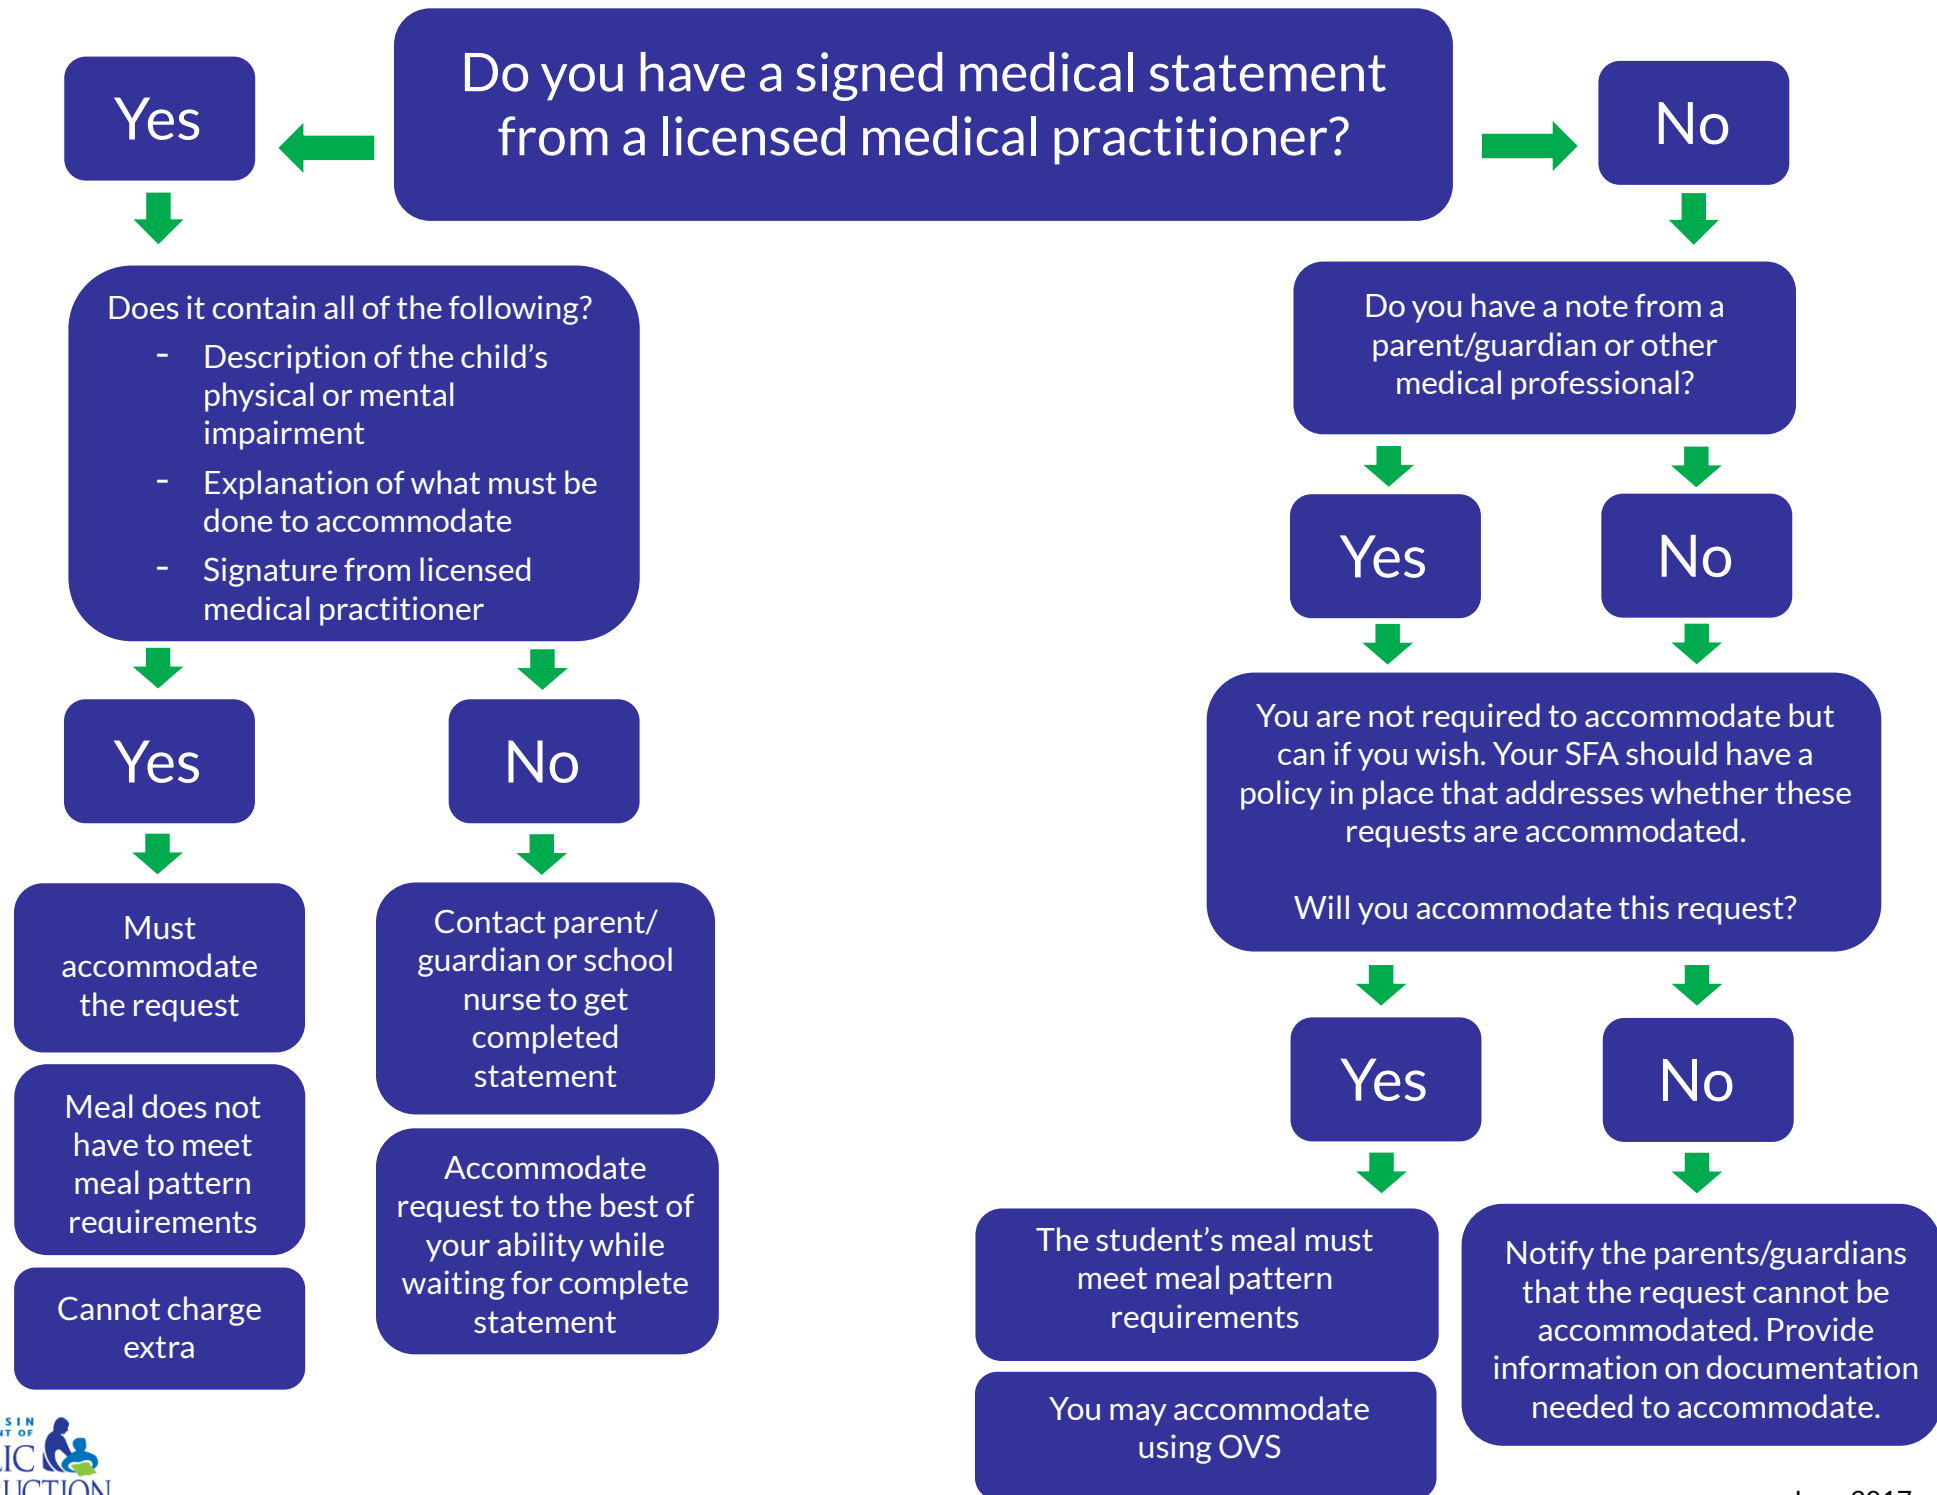 Do you have a signed medical statement
from a licensed medical practitioner?
Yes
No
Does it contain all of the following?
- Description of the child's
physical or mental
impairment
- Explanation of what must be
done to accommodate
- Signature from licensed
medical practitioner
Yes
No
Must
accommodate
the request
Meal does not
have to meet
meal pattern
requirements
Cannot charge
extra
Contact parent/
guardian or school
nurse to get
completed
statement
Accommodate
request to the best of
your ability while
waiting for complete
statement
Do you have a note from a
parent/guardian or other
medical professional?
Yes
No
You are not required to accommodate but
can if you wish. Your SFA should have a
policy in place that addresses whether these
requests are accommodated.
Will you accommodate this request?
Yes
No
The student's meal must
meet meal pattern
requirements
You may accommodate
using OVS
Notify the parents/guardians
that the request cannot be
accommodated. Provide
information on documentation
needed to accommodate.